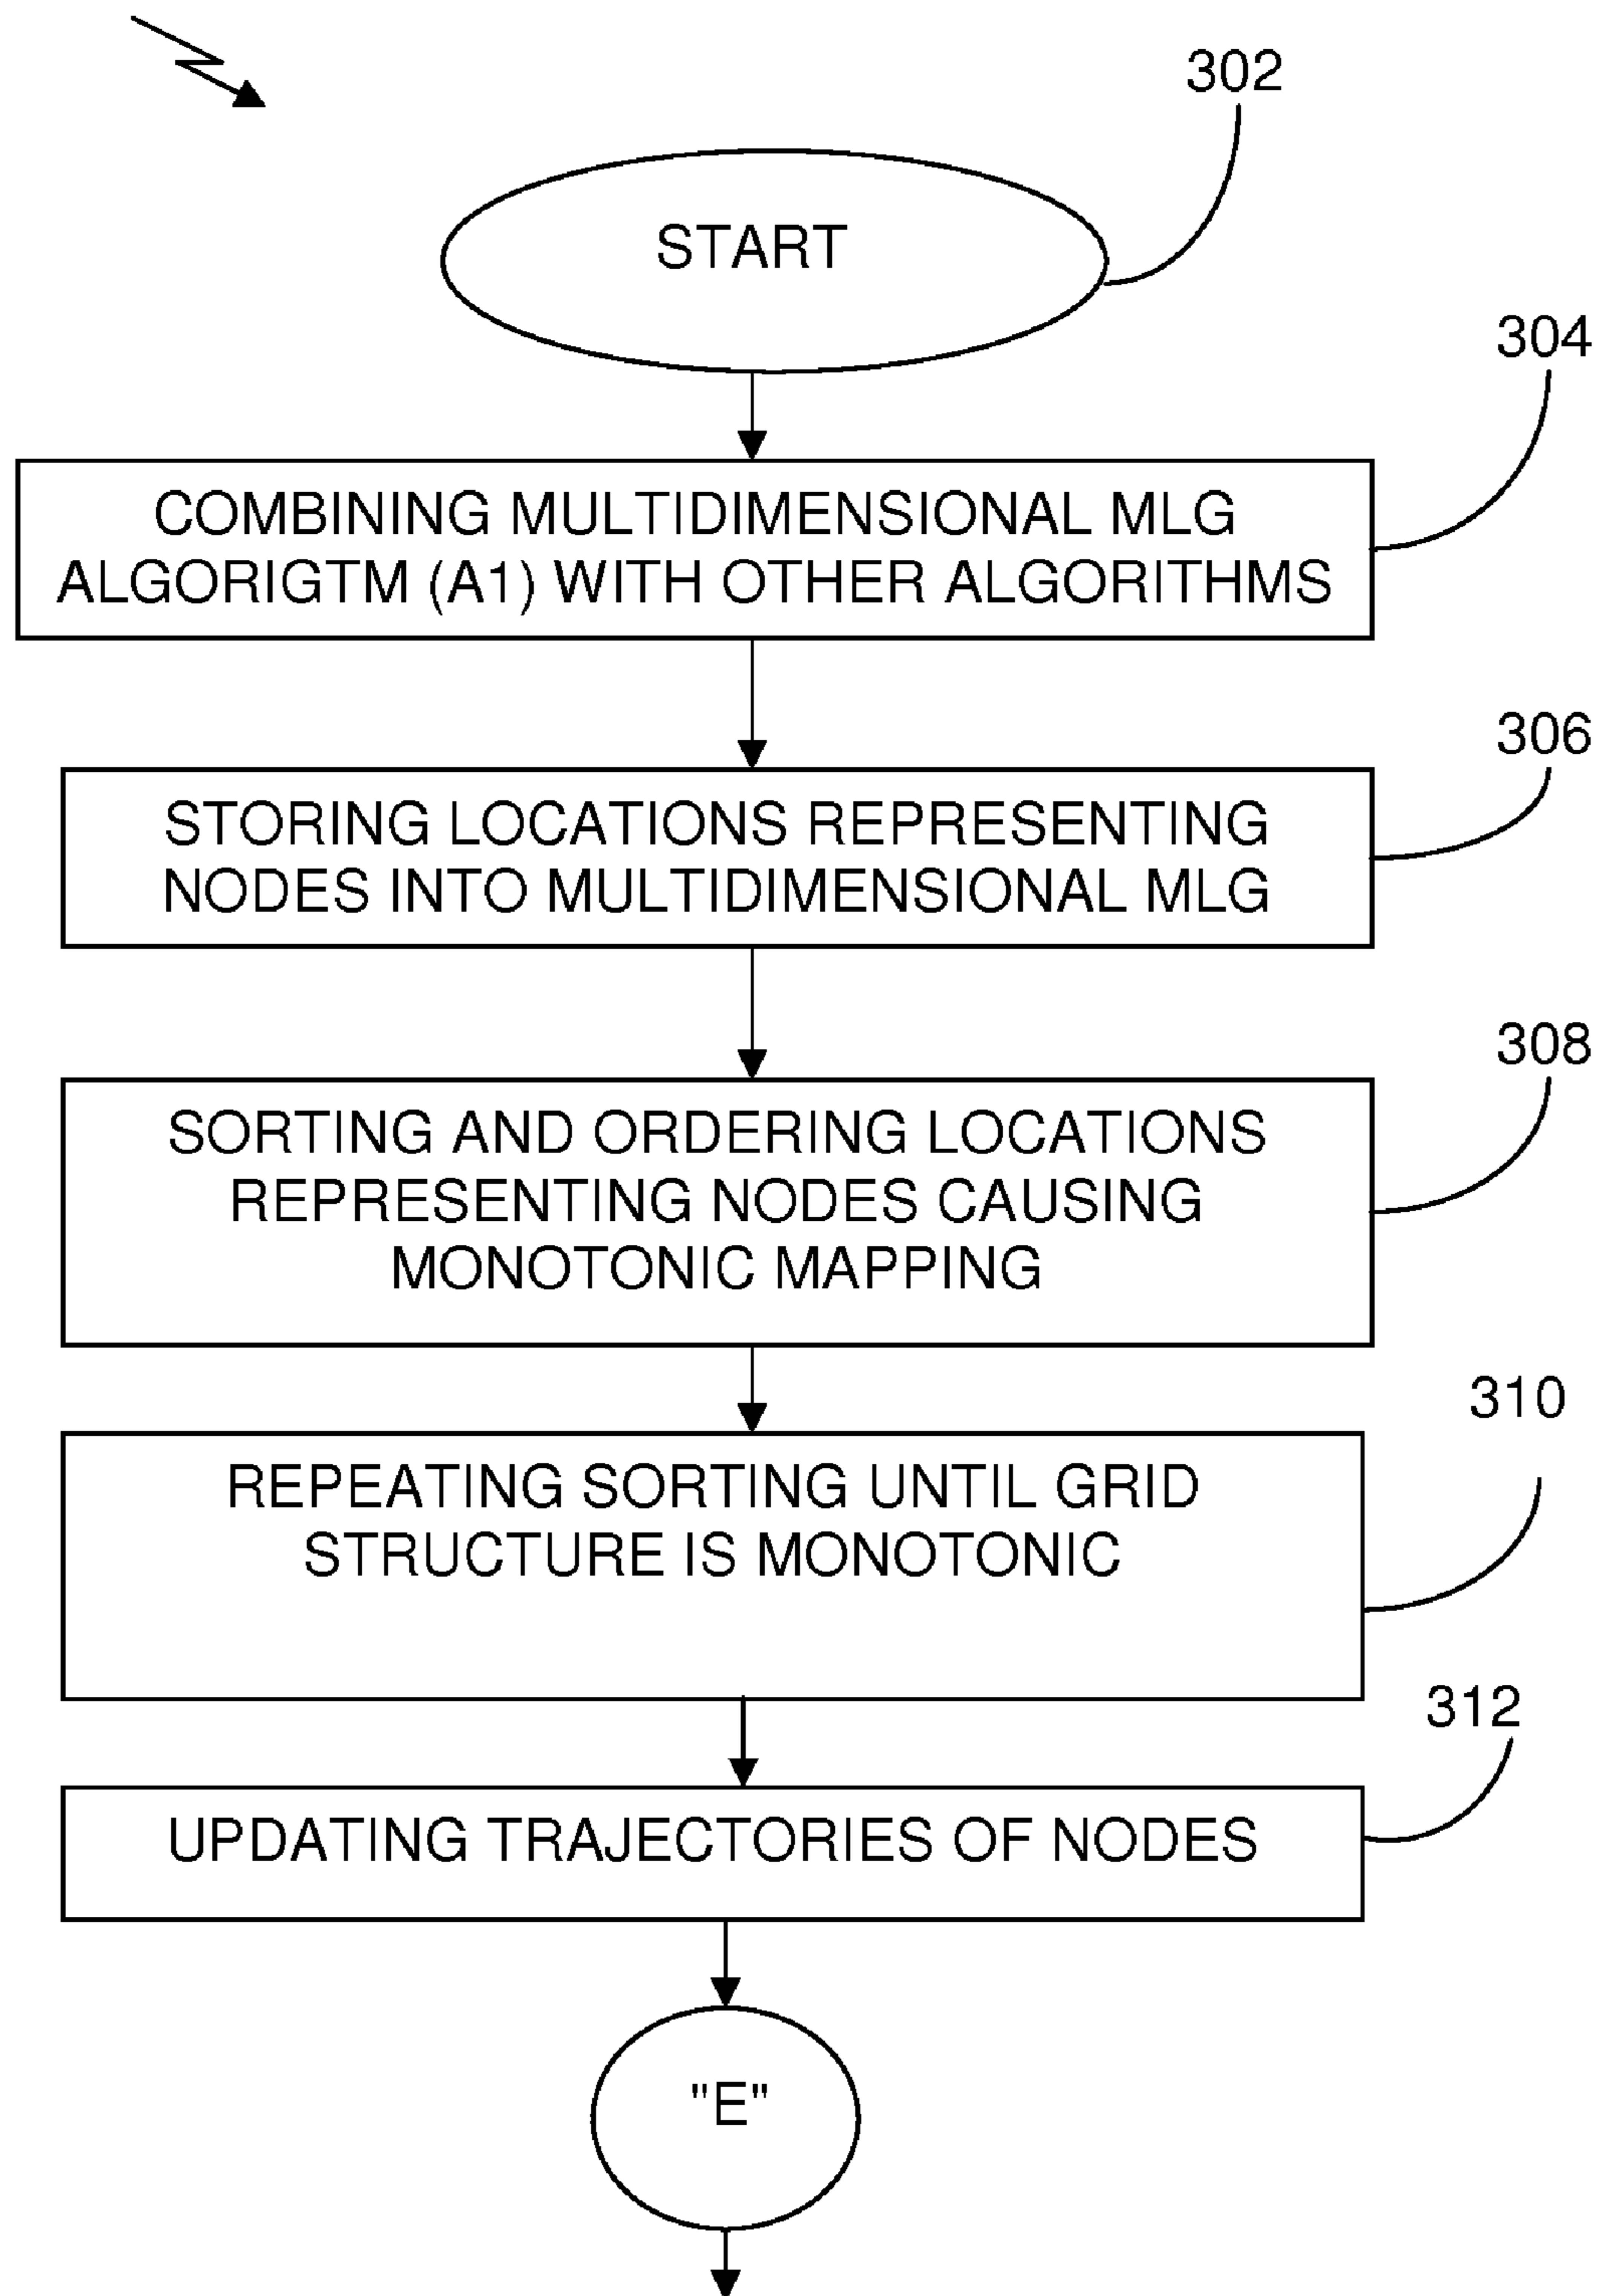 302
START
304
COMBINING MULTIDIMENSIONAL MLG
ALGORIGTM (A1) WITH OTHER ALGORITHMS
306
STORING LOCATIONS REPRESENTING
NODES INTO MULTIDIMENSIONAL MLG
308
SORTING AND ORDERING LOCATIONS
REPRESENTING NODES CAUSING
MONOTONIC MAPPING
310
REPEATING SORTING UNTIL GRID
STRUCTURE IS MONOTONIC
312
UPDATING TRAJECTORIES OF NODES
"E"